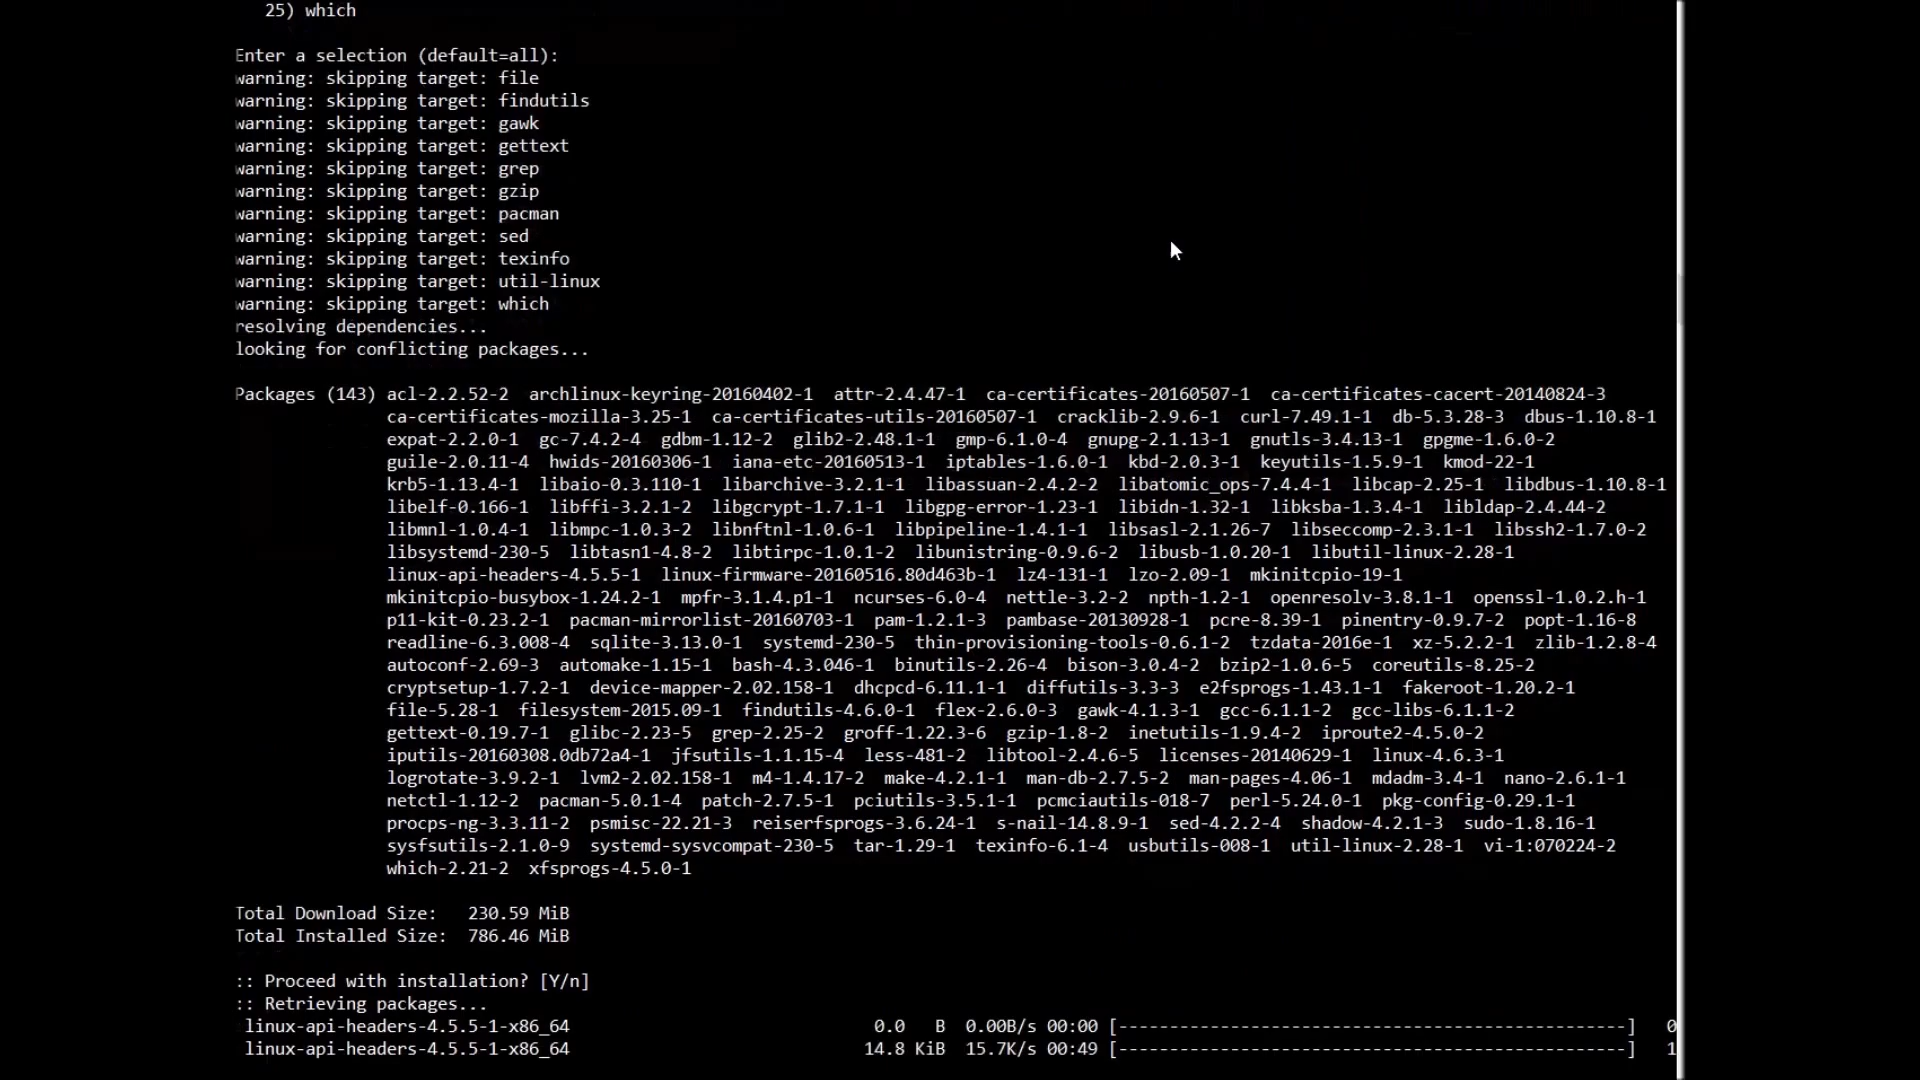 25) which
Enter a selection (default=all):
warning: skipping target: file
warning: skipping target: findutils
warning: skipping target: gawk
warning: skipping target: gettext
warning: skipping target: grep
warning: skipping target: gzip
warning: skipping target: pacman
warning: skipping target: sed
warning: skipping target: texinfo
warning: skipping target: util-linux
warning: skipping target: which
resolving dependencies...
looking for conflicting packages...
Packages (143) acl-2.2.52-2 archlinux-keyring-20160402-1 attr-2.4.47-1 ca-certificates-20160507-1 ca-certificates-cacert-20140824-3
ca-certificates-mozilla-3.25-1 ca-certificates-utils-20160507-1 cracklib-2.9.6-1 curl-7.49.1-1 db-5.3.28-3 dbus-1.10.8-1
expat-2.2.0-1 gc-7.4.2-4 gdbm-1.12-2 glib2-2.48.1-1 gmp-6.1.0-4 gnupg-2.1.13-1 gnutls-3.4.13-1 gpgme-1.6.0-2
guile-2.0.11-4 hwids-20160306-1 iana-etc-20160513-1 iptables-1.6.0-1 kbd-2.0.3-1 keyutils-1.5.9-1 kmod-22-1
krb5-1.13.4-1 libaio-0.3.110-1 libarchive-3.2.1-1 libassuan-2.4.2-2 libatomic_ops-7.4.4-1 libcap-2.25-1 libdbus-1.10.8-1
libelf-0.166-1 libffi-3.2.1-2 libgcrypt-1.7.1-1 libgpg-error-1.23-1 libidn-1.32-1 libksba-1.3.4-1 libldap-2.4.44-2
libmnl-1.0.4-1 libmpc-1.0.3-2 libnftnl-1.0.6-1 libpipeline-1.4.1-1 libsasl-2.1.26-7 libseccomp-2.3.1-1 libssh2-1.7.0-2
libsystemd-230-5 libtasn1-4.8-2 libtirpc-1.0.1-2 libunistring-0.9.6-2 libusb-1.0.20-1 libutil-linux-2.28-1
linux-api-headers-4.5.5-1 linux-firmware-20160516.80d463b-1 lz4-131-1 lzo-2.09-1 mkinitcpio-19-1
mkinitcpio-busybox-1.24.2-1 mpfr-3.1.4.p1-1 ncurses-6.0-4 nettle-3.2-2 npth-1.2-1 openresolv-3.8.1-1 openssl-1.0.2.h-1
p11-kit-0.23.2-1 pacman-mirrorlist-20160703-1 pam-1.2.1-3 pambase-20130928-1 pcre-8.39-1 pinentry-0.9.7-2 popt-1.16-8
readline-6.3.008-4 sqlite-3.13.0-1 systemd-230-5 thin-provisioning-tools-0.6.1-2 tzdata-2016e-1 xz-5.2.2-1 zlib-1.2.8-4
autoconf-2.69-3 automake-1.15-1 bash-4.3.046-1 binutils-2.26-4 bison-3.0.4-2 bzip2-1.0.6-5 coreutils-8.25-2
cryptsetup-1.7.2-1 device-mapper-2.02.158-1 dhcpcd-6.11.1-1 diffutils-3.3-3 e2fsprogs-1.43.1-1 fakeroot-1.20.2-1
file-5.28-1 filesystem-2015.09-1 findutils-4.6.0-1 flex-2.6.0-3 gawk-4.1.3-1 gcc-6.1.1-2 gcc-libs-6.1.1-2
gettext-0.19.7-1 glibc-2.23-5 grep-2.25-2 groff-1.22.3-6 gzip-1.8-2 inetutils-1.9.4-2 iproute2-4.5.0-2
iputils-20160308.0db72a4-1 jfsutils-1.1.15-4 less-481-2 libtool-2.4.6-5 licenses-20140629-1 linux-4.6.3-1
logrotate-3.9.2-1 lvm2-2.02.158-1 m4-1.4.17-2 make-4.2.1-1 man-db-2.7.5-2 man-pages-4.06-1 mdadm-3.4-1 nano-2.6.1-1
netctl-1.12-2 pacman-5.0.1-4 patch-2.7.5-1 pciutils-3.5.1-1 pcmciautils-018-7 perl-5.24.0-1 pkg-config-0.29.1-1
procps-ng-3.3.11-2 psmisc-22.21-3 reiserfsprogs-3.6.24-1 s-nail-14.8.9-1 sed-4.2.2-4 shadow-4.2.1-3 sudo-1.8.16-1
sysfsutils-2.1.0-9 systemd-sysvcompat-230-5 tar-1.29-1 texinfo-6.1-4 usbutils-008-1 util-linux-2.28-1 vi-1:070224-2
which-2.21-2 xfsprogs-4.5.0-1
Total Download Size: 230.59 MiB
Total Installed Size: 786.46 MiB
:: Proceed with installation? [Y/n]
:: Retrieving packages...
linux-api-headers-4.5.5-1-x86_64 0.0 B 0.00B/s 00:00 [--------------------------------------------------] 0
linux-api-headers-4.5.5-1-x86_64 14.8 KiB 15.7K/s 00:49 [--------------------------------------------------] 1